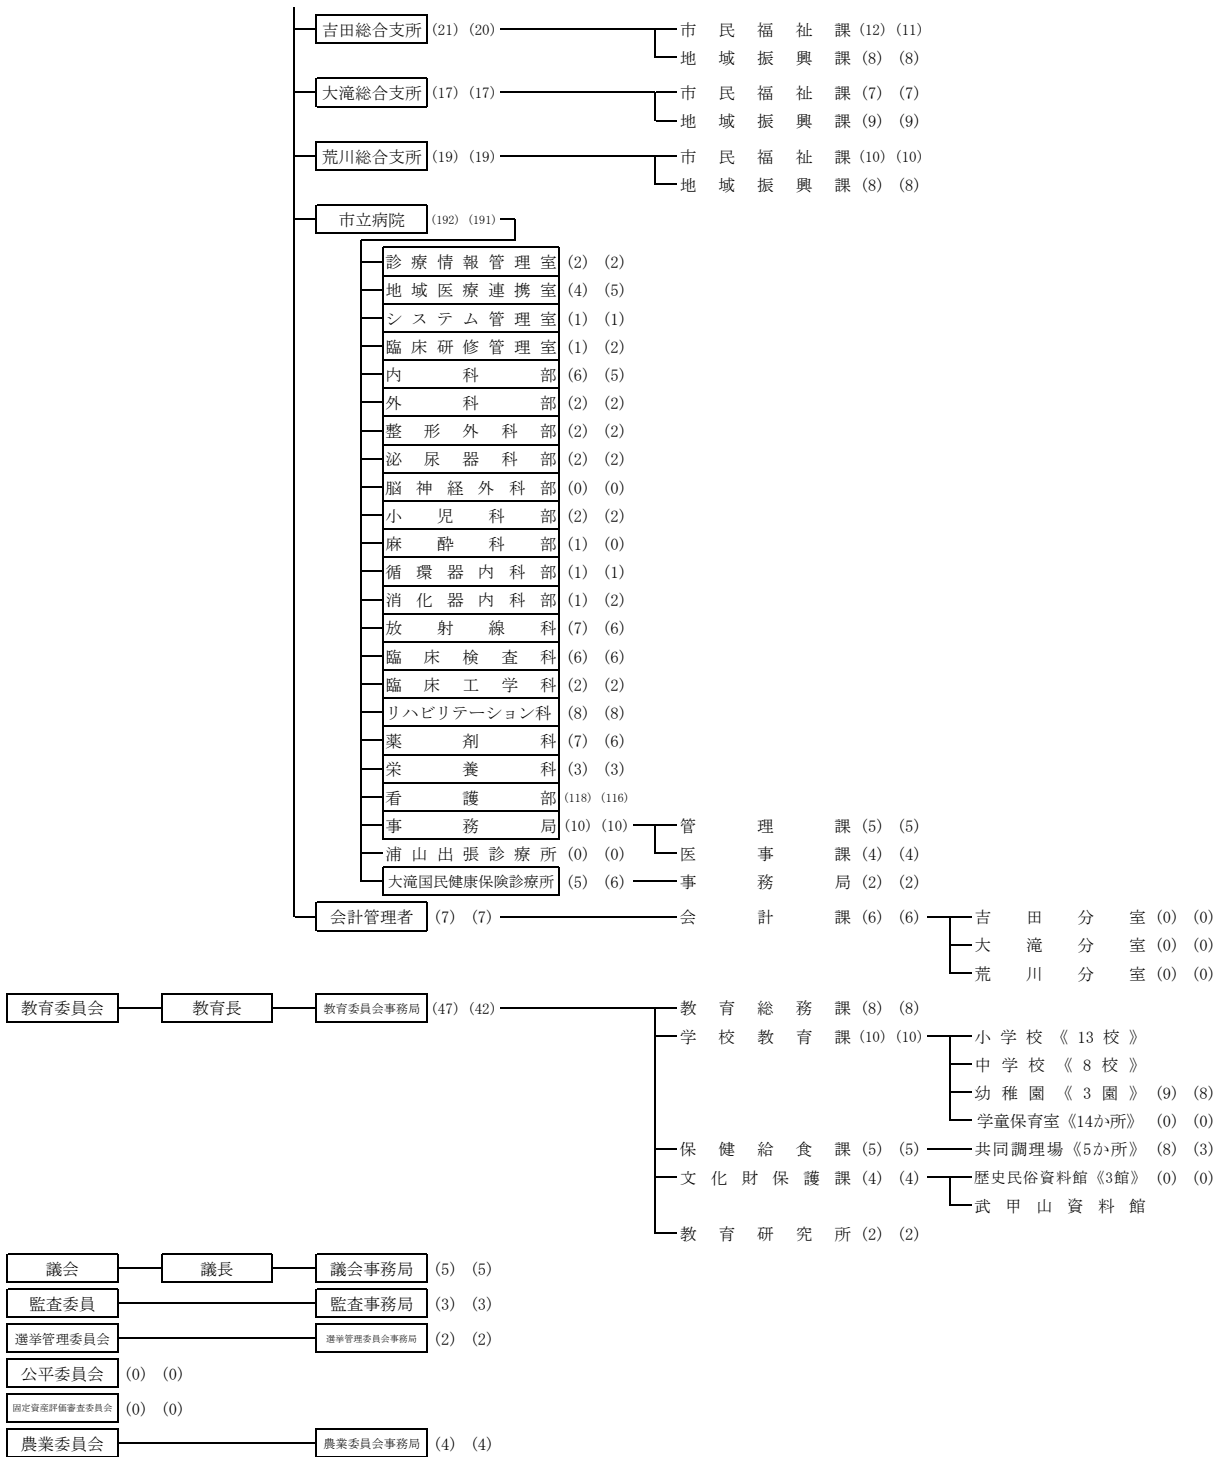 吉田総合支所 (21) (20) 市民福祉課 (12) (11)
地域振興課 (8) (8)
大滝総合支所 (17) (17) 市民福祉課 (7) (7)
地域振興課 (9) (9)
荒川総合支所 (19) (19) 市民福祉課 (10) (10)
地域振興課 (8) (8)
市立病院 (192) (191)
診療情報管理室 (2) (2)
地域医療連携室 (4) (5)
システム管理室 (1) (1)
臨床研修管理室 (1) (2)
内科部 (6) (5)
外科部 (2) (2)
整形外科部 (2) (2)
泌尿器科部 (2) (2)
脳神経外科部 (0) (0)
小児科部 (2) (2)
麻酔科部 (1) (0)
循環器内科部 (1) (1)
消化器内科部 (1) (2)
放射線科 (7) (6)
臨床検査科 (6) (6)
臨床工学科 (2) (2)
リハビリテーション科 (8) (8)
薬剤科 (7) (6)
栄養科 (3) (3)
看護部 (118) (116)
事務局 (10) (10) 管理課 (5) (5)
医事課 (4) (4)
浦山出張診療所 (0) (0)
大滝国民健康保険診療所 (5) (6) 事務局 (2) (2)
会計管理者 (7) (7) 会計課 (6) (6) 吉田分室 (0) (0)
大滝分室 (0) (0)
荒川分室 (0) (0)
教育委員会 教育長 教育委員会事務局 (47) (42) 教育総務課 (8) (8)
学校教育課 (10) (10) 小学校《13校》
中学校《8校》
幼稚園《3園》 (9) (8)
学童保育室《14か所》 (0) (0)
保健給食課 (5) (5) 共同調理場《5か所》 (8) (3)
文化財保護課 (4) (4) 歴史民俗資料館《3館》 (0) (0)
武甲山資料館
教育研究所 (2) (2)
議会 議長 議会事務局 (5) (5)
監査委員 監査事務局 (3) (3)
選挙管理委員会 選挙管理委員会事務局 (2) (2)
公平委員会 (0) (0)
固定資産評価審査委員会 (0) (0)
農業委員会 農業委員会事務局 (4) (4)